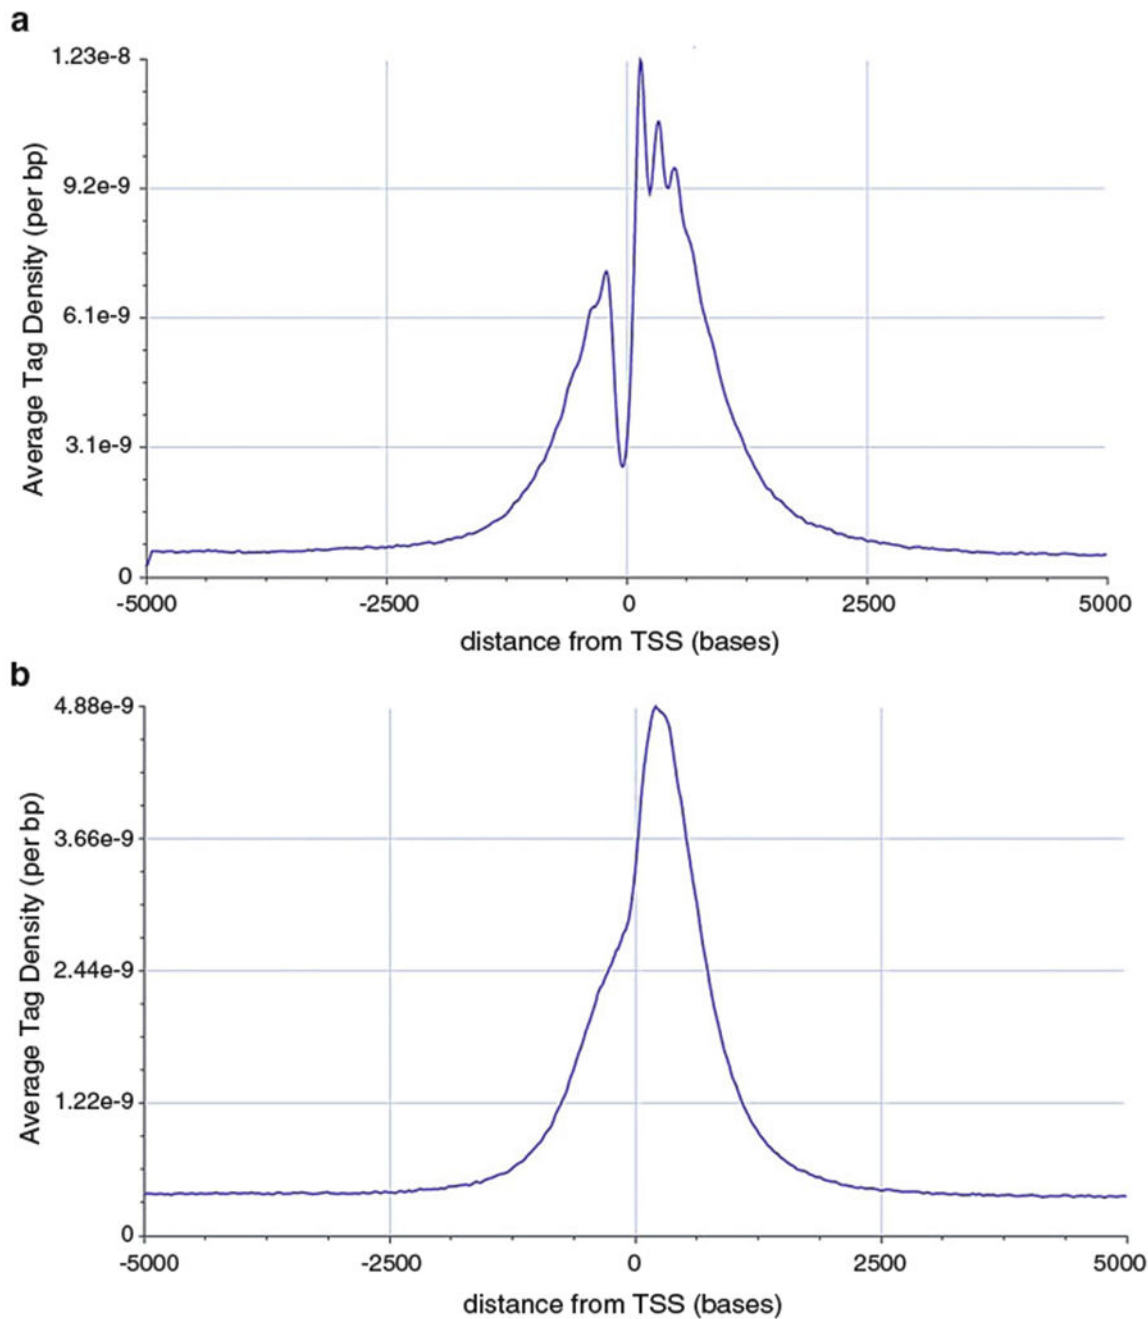 a
1.23e-8
9.2e-9
6.1e-9
3.1e-9
0
Average Tag Density (per bp)
-5000 -2500 0 2500 5000
distance from TSS (bases)
b
4.88e-9
3.66e-9
2.44e-9
1.22e-9
0
Average Tag Density (per bp)
-5000 -2500 0 2500 5000
distance from TSS (bases)